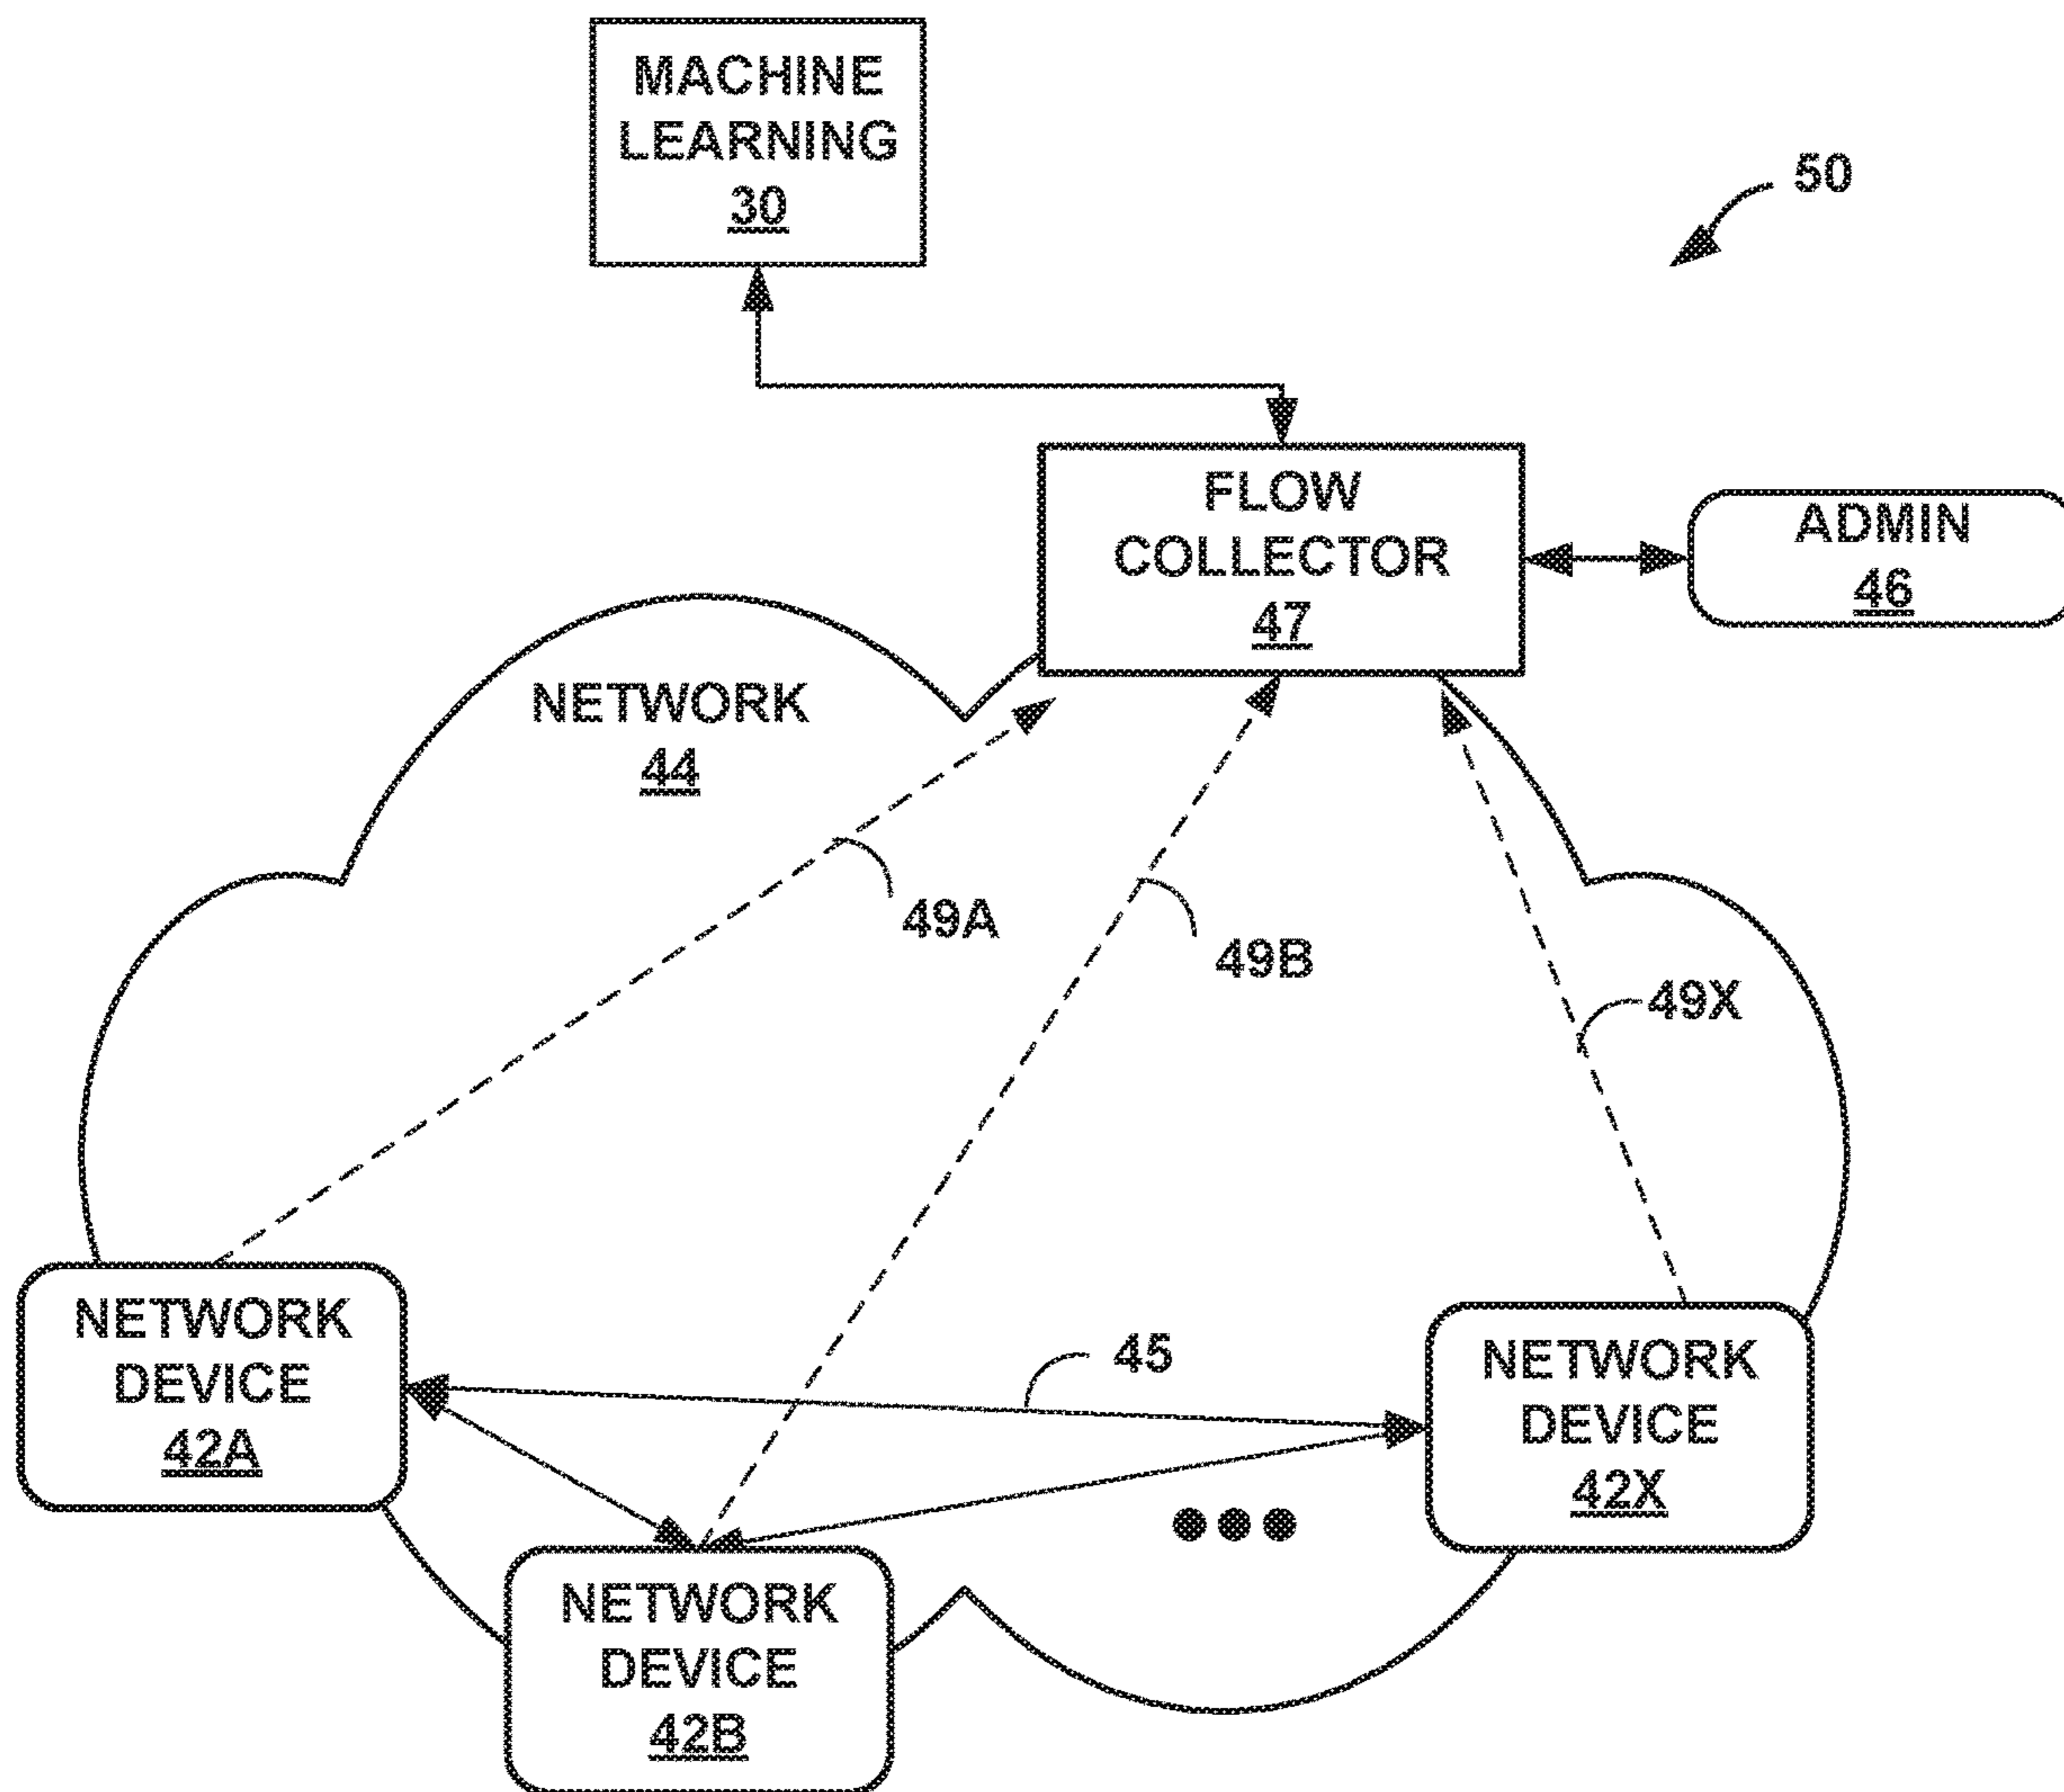 MACHINE
LEARNING
30
50
FLOW
COLLECTOR
47
ADMIN
46
NETWORK
44
49A
49B
49X
NETWORK
DEVICE
42A
45
NETWORK
DEVICE
42X
NETWORK
DEVICE
42B